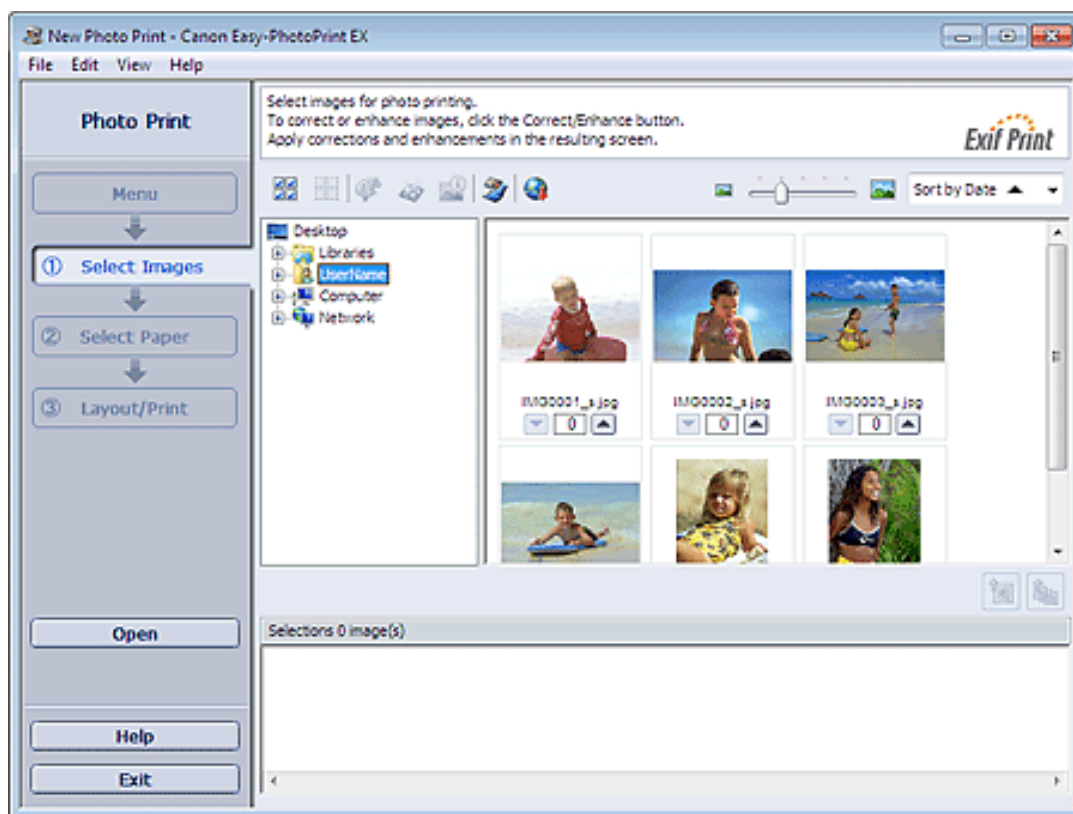 New Photo Print - Canon Easy-PhotoPrint EX
File Edit View Help
Photo Print
Select images for photo printing.
To correct or enhance images, click the Correct/Enhance button.
Apply corrections and enhancements in the resulting screen.
Exif Print
Menu
Sort by Date
① Select Images
② Select Paper
③ Layout/Print
Desktop
Libraries
UserName
Computer
Network
IMG0001_s.jpg
IMG0002_s.jpg
IMG0003_s.jpg
0
0
0
Open
Selections 0 image(s)
Help
Exit